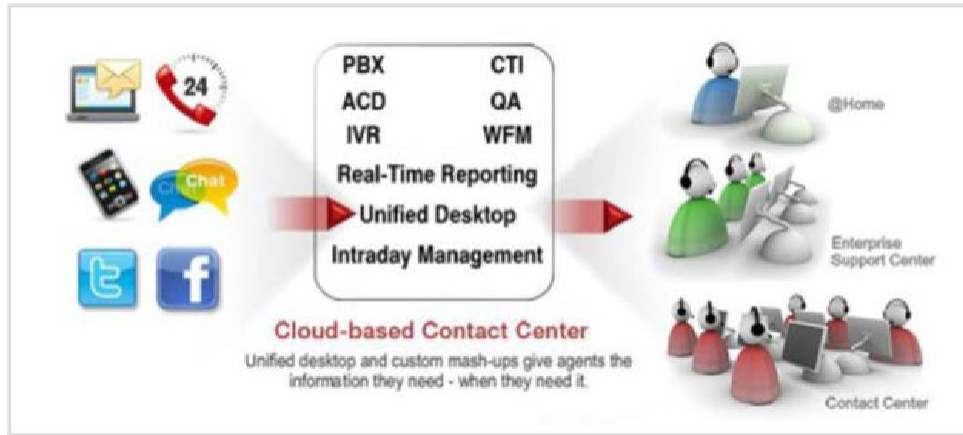 24
Chat
t
f
PBX CTI
ACD QA
IVR WFM
Real-Time Reporting
Unified Desktop
Intraday Management
Cloud-based Contact Center
Unified desktop and custom mash-ups give agents the
information they need - when they need it.
@Home
Enterprise
Support Center
Contact Center